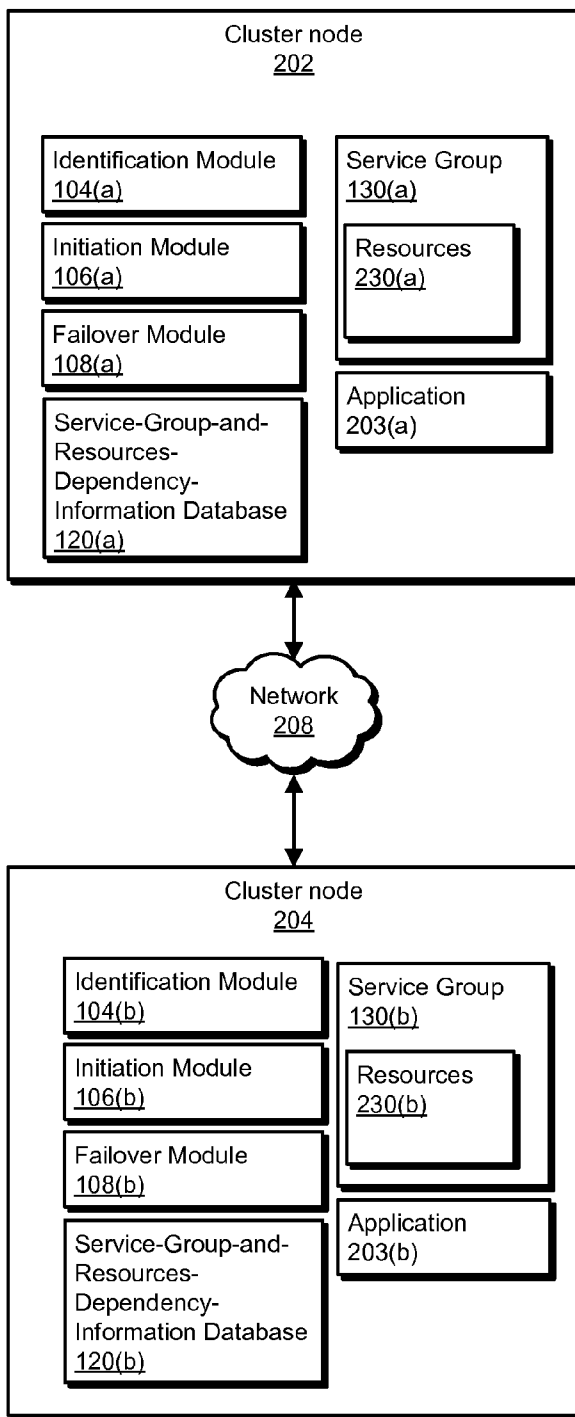 Cluster node
202
Identification Module
104(a)
Initiation Module
106(a)
Failover Module
108(a)
Service-Group-and-
Resources-
Dependency-
Information Database
120(a)
Service Group
130(a)
Resources
230(a)
Application
203(a)
Network
208
Cluster node
204
Identification Module
104(b)
Initiation Module
106(b)
Failover Module
108(b)
Service-Group-and-
Resources-
Dependency-
Information Database
120(b)
Service Group
130(b)
Resources
230(b)
Application
203(b)